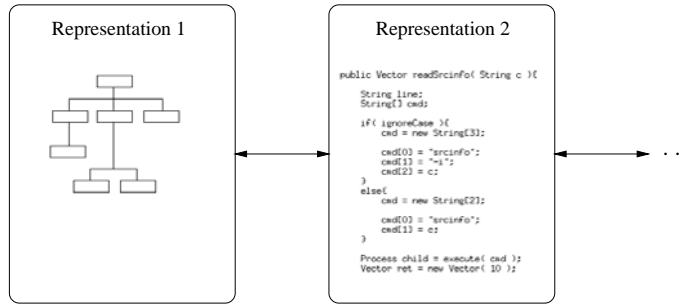 Representation 1
Representation 2
public Vector readSrcinfo( String c ){
String line;
String[] cmd;
if( ignoreCase ){
cmd = new String[3];
cmd[0] = "srcinfo";
cmd[1] = "-i";
cmd[2] = c;
}
else{
cmd = new String[2];
cmd[0] = "srcinfo";
cmd[1] = c;
}
Process child = execute( cmd );
Vector ret = new Vector( 10 );